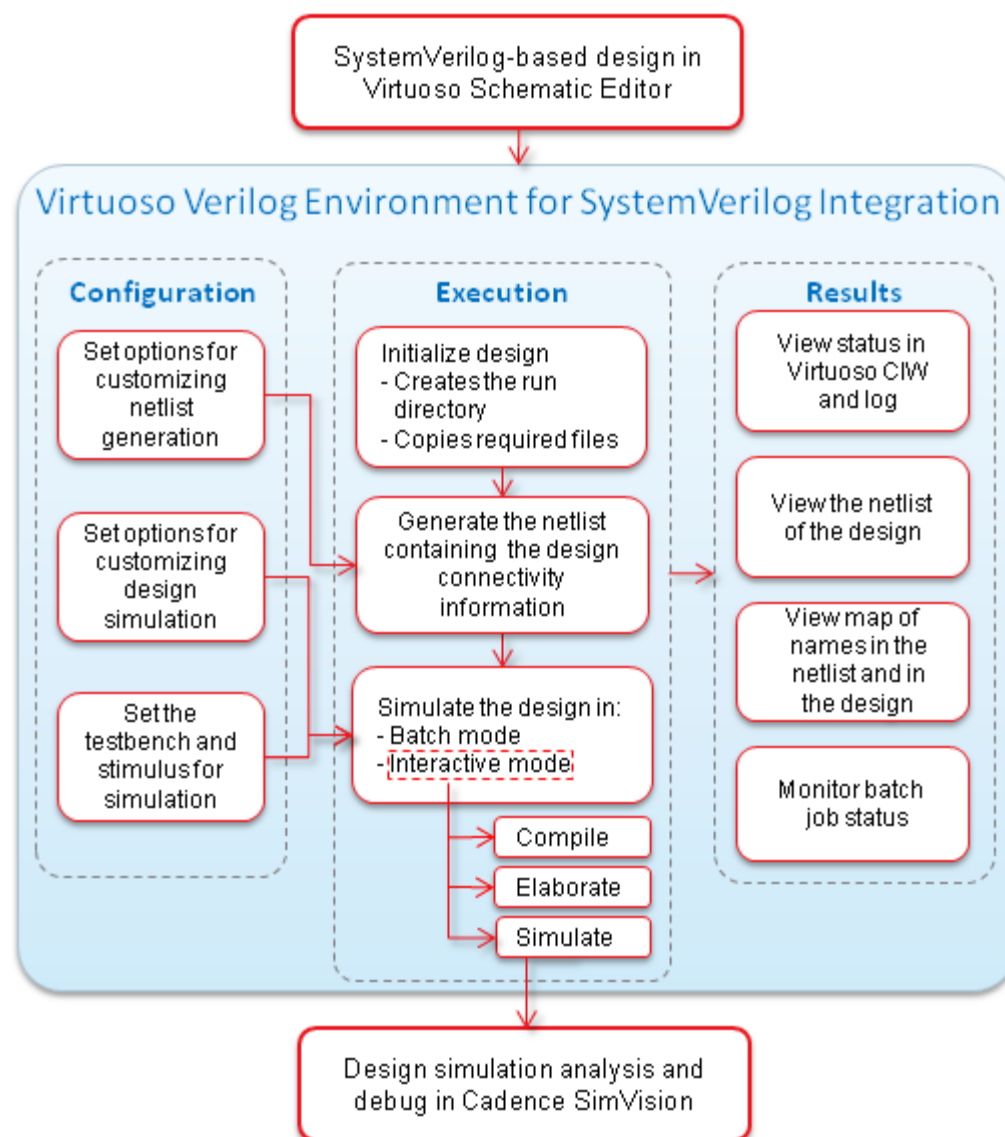 SystemVerilog-based design in
Virtuoso Schematic Editor
Virtuoso Verilog Environment for SystemVerilog Integration
Configuration
Set options for
customizing
netlist
generation
Set options for
customizing
design
simulation
Set the
testbench and
stimulus for
simulation
Execution
Initialize design
- Creates the run
directory
- Copies required files
Generate the netlist
containing the design
connectivity
information
Simulate the design in:
- Batch mode
- Interactive mode
Compile
Elaborate
Simulate
Results
View status in
Virtuoso CIW
and log
View the netlist
of the design
View map of
names in the
netlist and in
the design
Monitor batch
job status
Design simulation analysis and
debug in Cadence SimVision